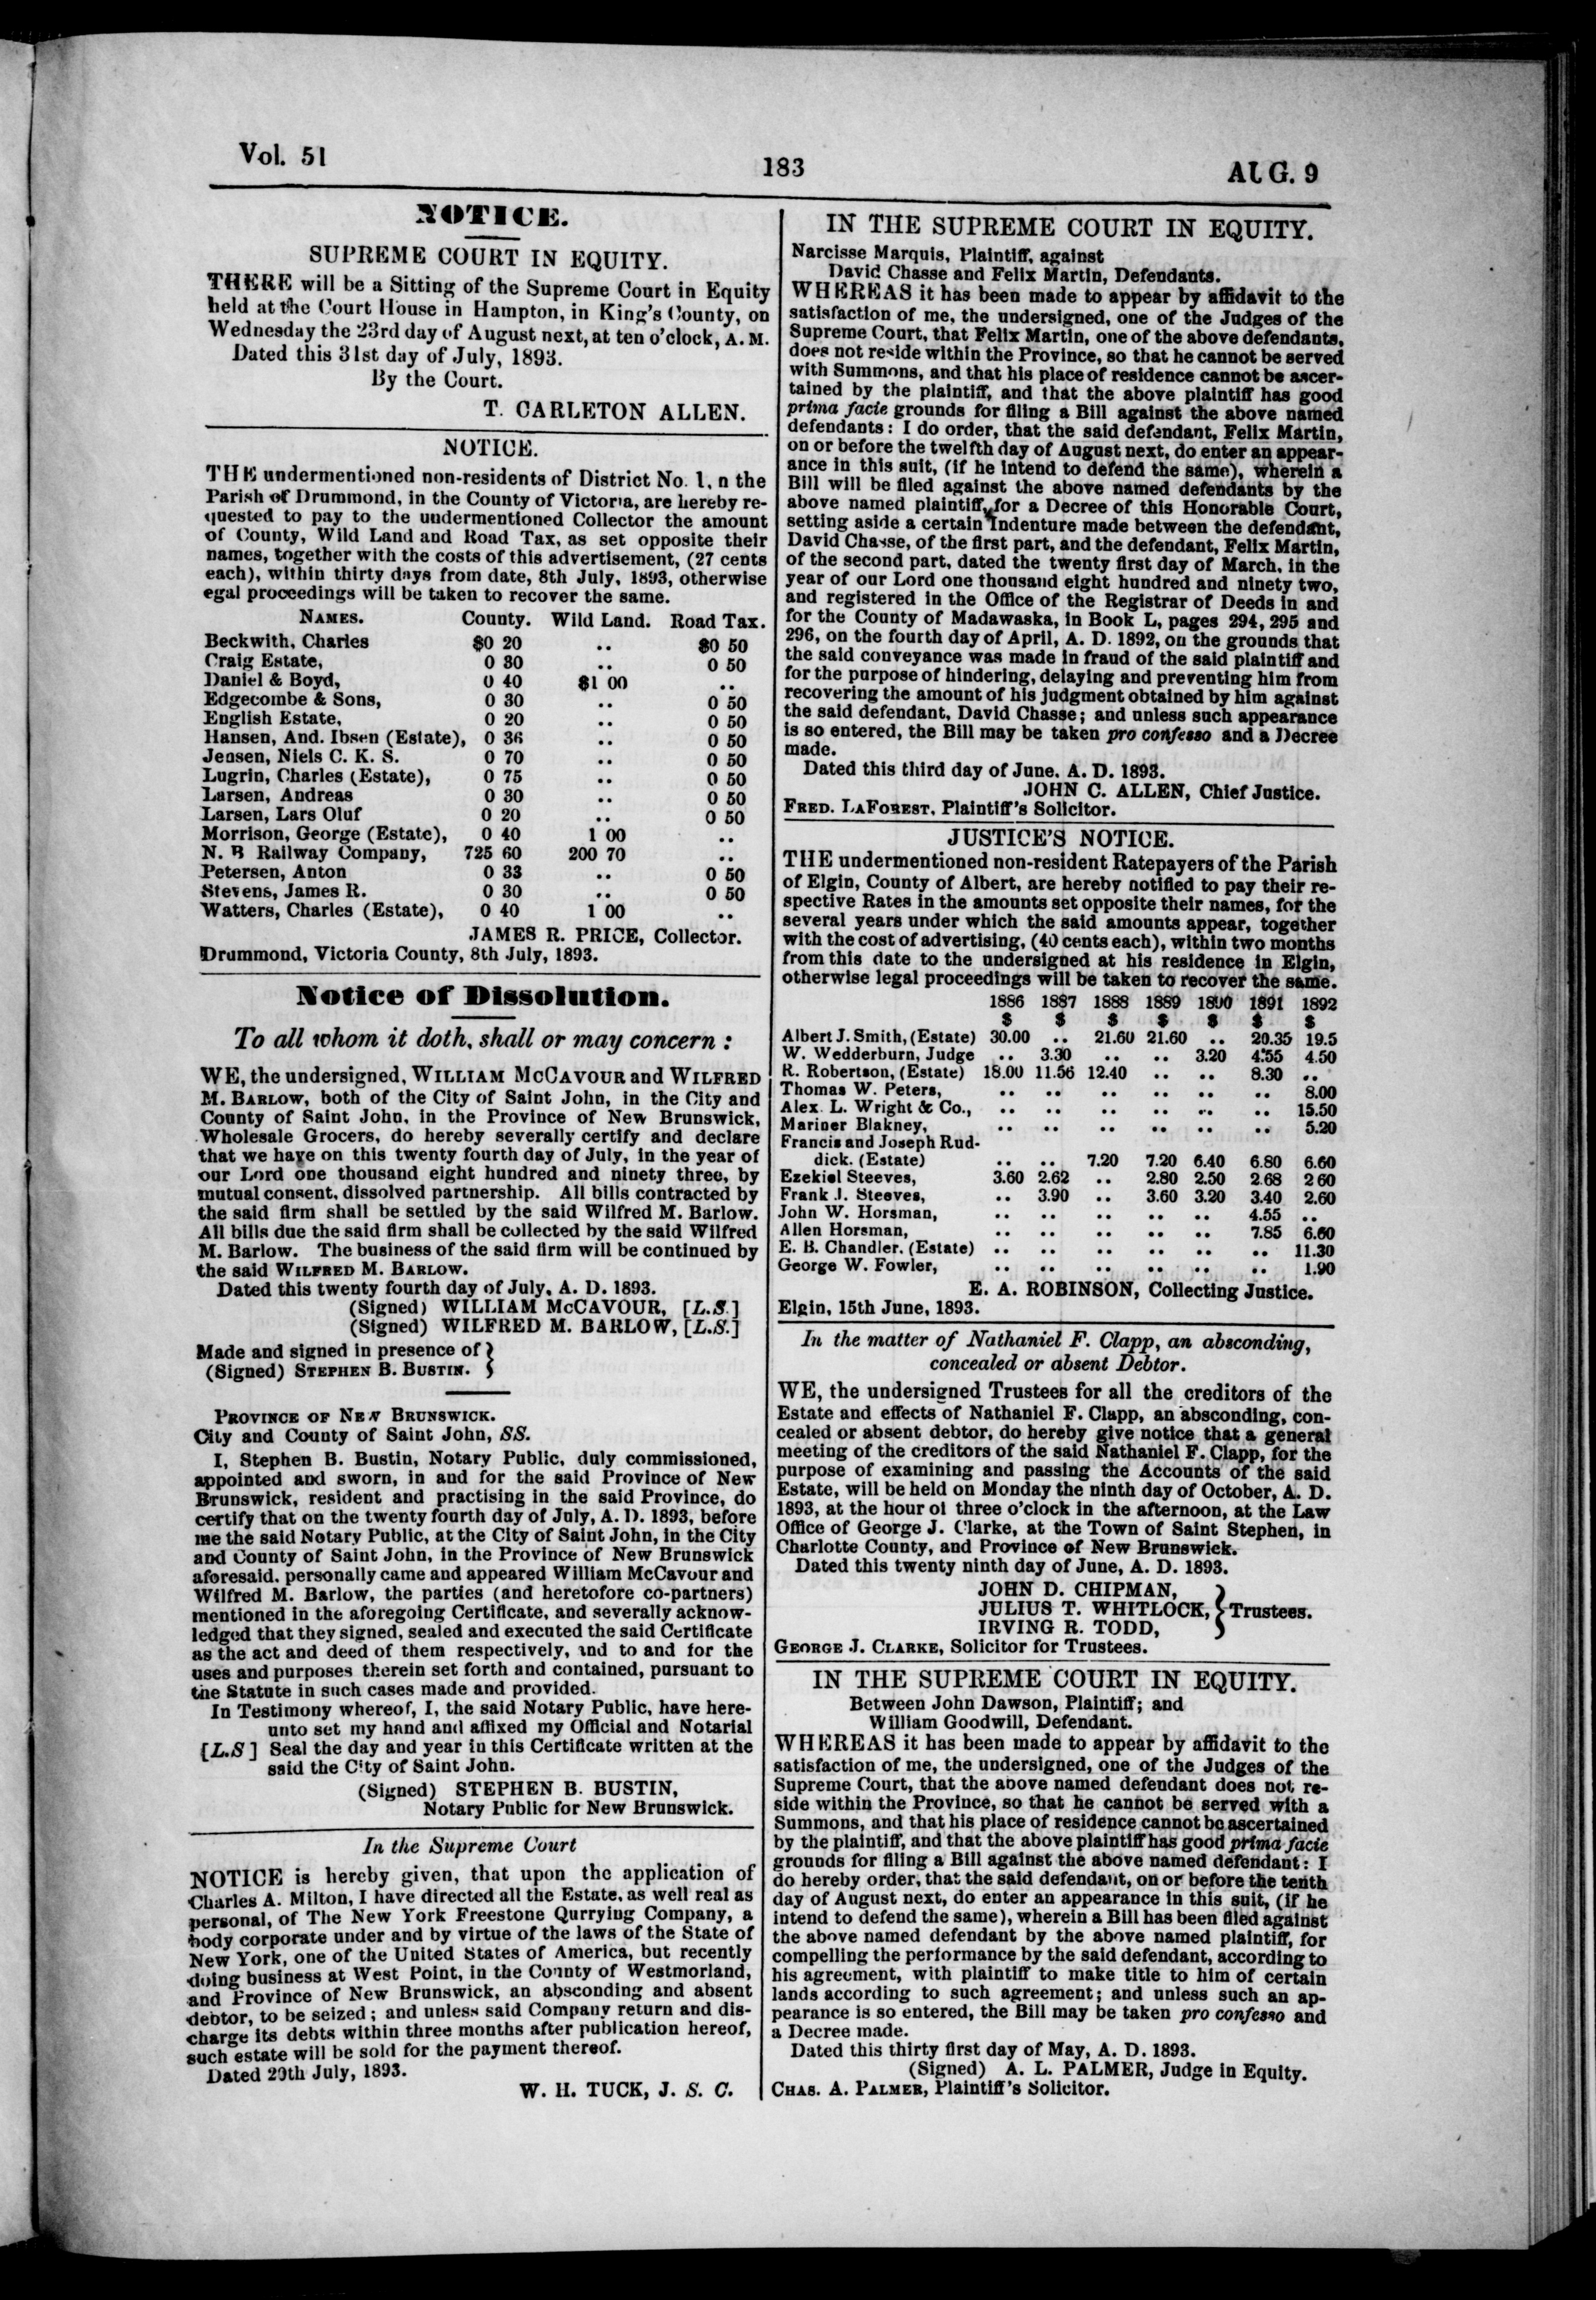 Vol. 51
183
AUG. 9
NOTICE.
SUPREME COURT IN EQUITY.
THERE will be a Sitting of the Supreme Court in Equity
held at the Court House in Hampton, in King's County, on
Wednesday the 23rd day of August next, at ten o'clock, A. M.
Dated this 31st day of July, 1893.
By the Court.
T. CARLETON ALLEN.
NOTICE.
THE undermentioned non-residents of District No. 1, n the
Parish of Drummond, in the County of Victoria, are hereby re-
quested to pay to the undermentioned Collector the amount
of County, Wild Land and Road Tax, as set opposite their
names, together with the costs of this advertisement, (27 cents
each), within thirty days from date, 8th July, 1893, otherwise
egal proceedings will be taken to recover the same.
NAMES. County. Wild Land. Road Tax.
Beckwith, Charles $0 20 .. $0 50
Craig Estate, 0 30 .. 0 50
Daniel & Boyd, 0 40 $1 00 ..
Edgecombe & Sons, 0 30 .. 0 50
English Estate, 0 20 .. 0 50
Hansen, And. Ibsen (Estate), 0 36 .. 0 50
Jensen, Niels C. K. S. 0 70 .. 0 50
Lugrin, Charles (Estate), 0 75 .. 0 50
Larsen, Andreas 0 30 .. 0 50
Larsen, Lars Oluf 0 20 .. 0 50
Morrison, George (Estate), 0 40 1 00 ..
N. B Railway Company, 725 60 200 70 ..
Petersen, Anton 0 33 .. 0 50
Stevens, James R. 0 30 .. 0 50
Watters, Charles (Estate), 0 40 1 00 ..
JAMES R. PRICE, Collector.
Drummond, Victoria County, 8th July, 1893.
Notice of Dissolution.
To all whom it doth, shall or may concern :
WE, the undersigned, WILLIAM MCCAVOUR and WILFRED
M. BARLOW, both of the City of Saint John, in the City and
County of Saint John, in the Province of New Brunswick,
Wholesale Grocers, do hereby severally certify and declare
that we have on this twenty fourth day of July, in the year of
our Lord one thousand eight hundred and ninety three, by
mutual consent, dissolved partnership. All bills contracted by
the said firm shall be settled by the said Wilfred M. Barlow.
All bills due the said firm shall be collected by the said Wilfred
M. Barlow. The business of the said firm will be continued by
the said WILFRED M. BARLOW.
Dated this twenty fourth day of July, A. D. 1893.
(Signed) WILLIAM McCAVOUR, [L.S.]
(Signed) WILFRED M. BARLOW, [L.S.]
Made and signed in presence of }
(Signed) STEPHEN B. BUSTIN.
PROVINCE OF NEW BRUNSWICK.
City and County of Saint John, SS.
I, Stephen B. Bustin, Notary Public, duly commissioned,
appointed and sworn, in and for the said Province of New
Brunswick, resident and practising in the said Province, do
certify that on the twenty fourth day of July, A. D. 1893, before
me the said Notary Public, at the City of Saint John, in the City
and County of Saint John, in the Province of New Brunswick
aforesaid, personally came and appeared William McCavour and
Wilfred M. Barlow, the parties (and heretofore co-partners)
mentioned in the aforegoing Certificate, and severally acknow-
ledged that they signed, sealed and executed the said Certificate
as the act and deed of them respectively, and to and for the
uses and purposes therein set forth and contained, pursuant to
the Statute in such cases made and provided.
In Testimony whereof, I, the said Notary Public, have here-
unto set my hand and affixed my Official and Notarial
[L.S ] Seal the day and year in this Certificate written at the
said the City of Saint John.
(Signed) STEPHEN B. BUSTIN,
Notary Public for New Brunswick.
In the Supreme Court
NOTICE is hereby given, that upon the application of
Charles A. Milton, I have directed all the Estate, as well real as
personal, of The New York Freestone Qurrying Company, a
body corporate under and by virtue of the laws of the State of
New York, one of the United States of America, but recently
doing business at West Point, in the County of Westmorland,
and Province of New Brunswick, an absconding and absent
debtor, to be seized ; and unless said Company return and dis-
charge its debts within three months after publication hereof,
such estate will be sold for the payment thereof.
Dated 29th July, 1893.
W. H. TUCK, J. S. C.
IN THE SUPREME COURT IN EQUITY.
Narcisse Marquis, Plaintiff, against
David Chasse and Felix Martin, Defendants.
WHEREAS it has been made to appear by affidavit to the
satisfaction of me, the undersigned, one of the Judges of the
Supreme Court, that Felix Martin, one of the above defendants,
does not reside within the Province, so that he cannot be served
with Summons, and that his place of residence cannot be ascer-
tained by the plaintiff, and that the above plaintiff has good
prima facie grounds for filing a Bill against the above named
defendants : I do order, that the said defendant, Felix Martin,
on or before the twelfth day of August next, do enter an appear-
ance in this suit, (if he intend to defend the same), wherein a
Bill will be filed against the above named defendants by the
above named plaintiff, for a Decree of this Honorable Court,
setting aside a certain Indenture made between the defendant,
David Chasse, of the first part, and the defendant, Felix Martin,
of the second part, dated the twenty first day of March, in the
year of our Lord one thousand eight hundred and ninety two,
and registered in the Office of the Registrar of Deeds in and
for the County of Madawaska, in Book L, pages 294, 295 and
296, on the fourth day of April, A. D. 1892, on the grounds that
the said conveyance was made in fraud of the said plaintiff and
for the purpose of hindering, delaying and preventing him from
recovering the amount of his judgment obtained by him against
the said defendant, David Chasse ; and unless such appearance
is so entered, the Bill may be taken pro confesso and a Decree
made.
Dated this third day of June, A. D. 1893.
JOHN C. ALLEN, Chief Justice.
FRED. LAFOREST, Plaintiff's Solicitor.
JUSTICE'S NOTICE.
THE undermentioned non-resident Ratepayers of the Parish
of Elgin, County of Albert, are hereby notified to pay their re-
spective Rates in the amounts set opposite their names, for the
several years under which the said amounts appear, together
with the cost of advertising, (40 cents each), within two months
from this date to the undersigned at his residence in Elgin,
otherwise legal proceedings will be taken to recover the same.
1886 1887 1888 1889 1890 1891 1892
$ $ $ $ $ $ $
Albert J. Smith, (Estate) 30.00 .. 21.60 21.60 .. 20.35 19.5
W. Wedderburn, Judge .. 3.30 .. .. 3.20 4.55 4.50
R. Robertson, (Estate) 18.00 11.56 12.40 .. .. 8.30 ..
Thomas W. Peters, .. .. .. .. .. .. 8.00
Alex. L. Wright & Co., .. .. .. .. .. .. 15.50
Mariner Blakney, .. .. .. .. .. .. 5.20
Francis and Joseph Rud-
dick. (Estate) .. .. 7.20 7.20 6.40 6.80 6.60
Ezekiel Steeves, 3.60 2.62 .. 2.80 2.50 2.68 2 60
Frank J. Steeves, .. 3.90 .. 3.60 3.20 3.40 2.60
John W. Horsman, .. .. .. .. .. 4.55 ..
Allen Horsman, .. .. .. .. .. 7.85 6.60
E. B. Chandler. (Estate) .. .. .. .. .. .. 11.30
George W. Fowler, .. .. .. .. .. .. 1.90
E. A. ROBINSON, Collecting Justice.
Elgin, 15th June, 1893.
In the matter of Nathaniel F. Clapp, an absconding,
concealed or absent Debtor.
WE, the undersigned Trustees for all the creditors of the
Estate and effects of Nathaniel F. Clapp, an absconding, con-
cealed or absent debtor, do hereby give notice that a general
meeting of the creditors of the said Nathaniel F. Clapp, for the
purpose of examining and passing the Accounts of the said
Estate, will be held on Monday the ninth day of October, A. D.
1893, at the hour of three o'clock in the afternoon, at the Law
Office of George J. Clarke, at the Town of Saint Stephen, in
Charlotte County, and Province of New Brunswick.
Dated this twenty ninth day of June, A. D. 1893.
JOHN D. CHIPMAN,
JULIUS T. WHITLOCK, } Trustees.
IRVING R. TODD,
GEORGE J. CLARKE, Solicitor for Trustees.
IN THE SUPREME COURT IN EQUITY.
Between John Dawson, Plaintiff; and
William Goodwill, Defendant.
WHEREAS it has been made to appear by affidavit to the
satisfaction of me, the undersigned, one of the Judges of the
Supreme Court, that the above named defendant does not re-
side within the Province, so that he cannot be served with a
Summons, and that his place of residence cannot be ascertained
by the plaintiff, and that the above plaintiff has good prima facie
grounds for filing a Bill against the above named defendant : I
do hereby order, that the said defendant, on or before the tenth
day of August next, do enter an appearance in this suit, (if he
intend to defend the same), wherein a Bill has been filed against
the above named defendant by the above named plaintiff, for
compelling the performance by the said defendant, according to
his agreement, with plaintiff to make title to him of certain
lands according to such agreement; and unless such an ap-
pearance is so entered, the Bill may be taken pro confesso and
a Decree made.
Dated this thirty first day of May, A. D. 1893.
(Signed) A. L. PALMER, Judge in Equity.
CHAS. A. PALMER, Plaintiff's Solicitor.